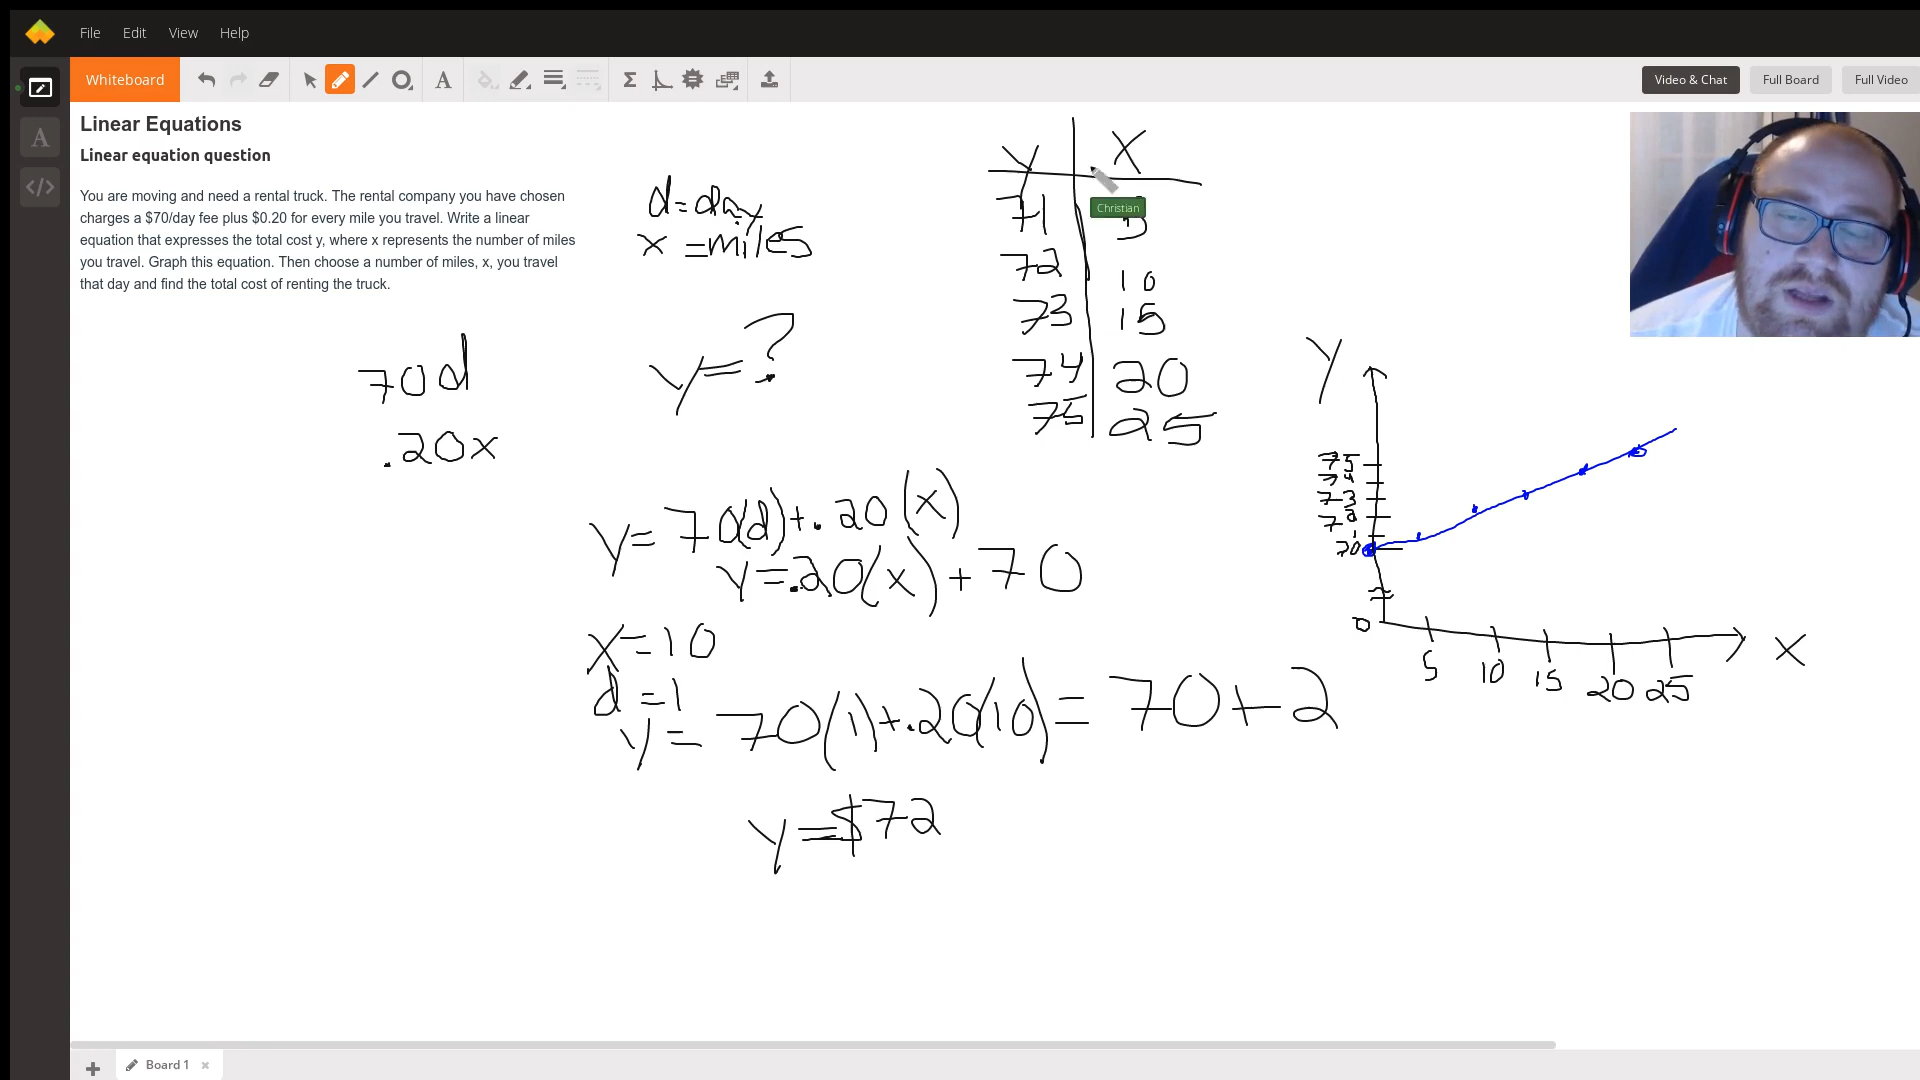 File Edit View Help
Whiteboard
Video & Chat Full Board Full Video
Linear Equations
Linear equation question
You are moving and need a rental truck. The rental company you have chosen
charges a $70/day fee plus $0.20 for every mile you travel. Write a linear
equation that expresses the total cost y, where x represents the number of miles
you travel. Graph this equation. Then choose a number of miles, x, you travel
that day and find the total cost of renting the truck.
d = day
x = miles
70d
.20x
y = ?
Y X
71 5
72 10
73 15
74 20
75 25
Christian
y = 70(d) + .20(x)
y = .20(x) + 70
x = 10
d = 1
y = 70(1) + .20(10) = 70 + 2
y = $72
Y
75
74
73
72
1
70
0
5 10 15 20 25
X
Board 1